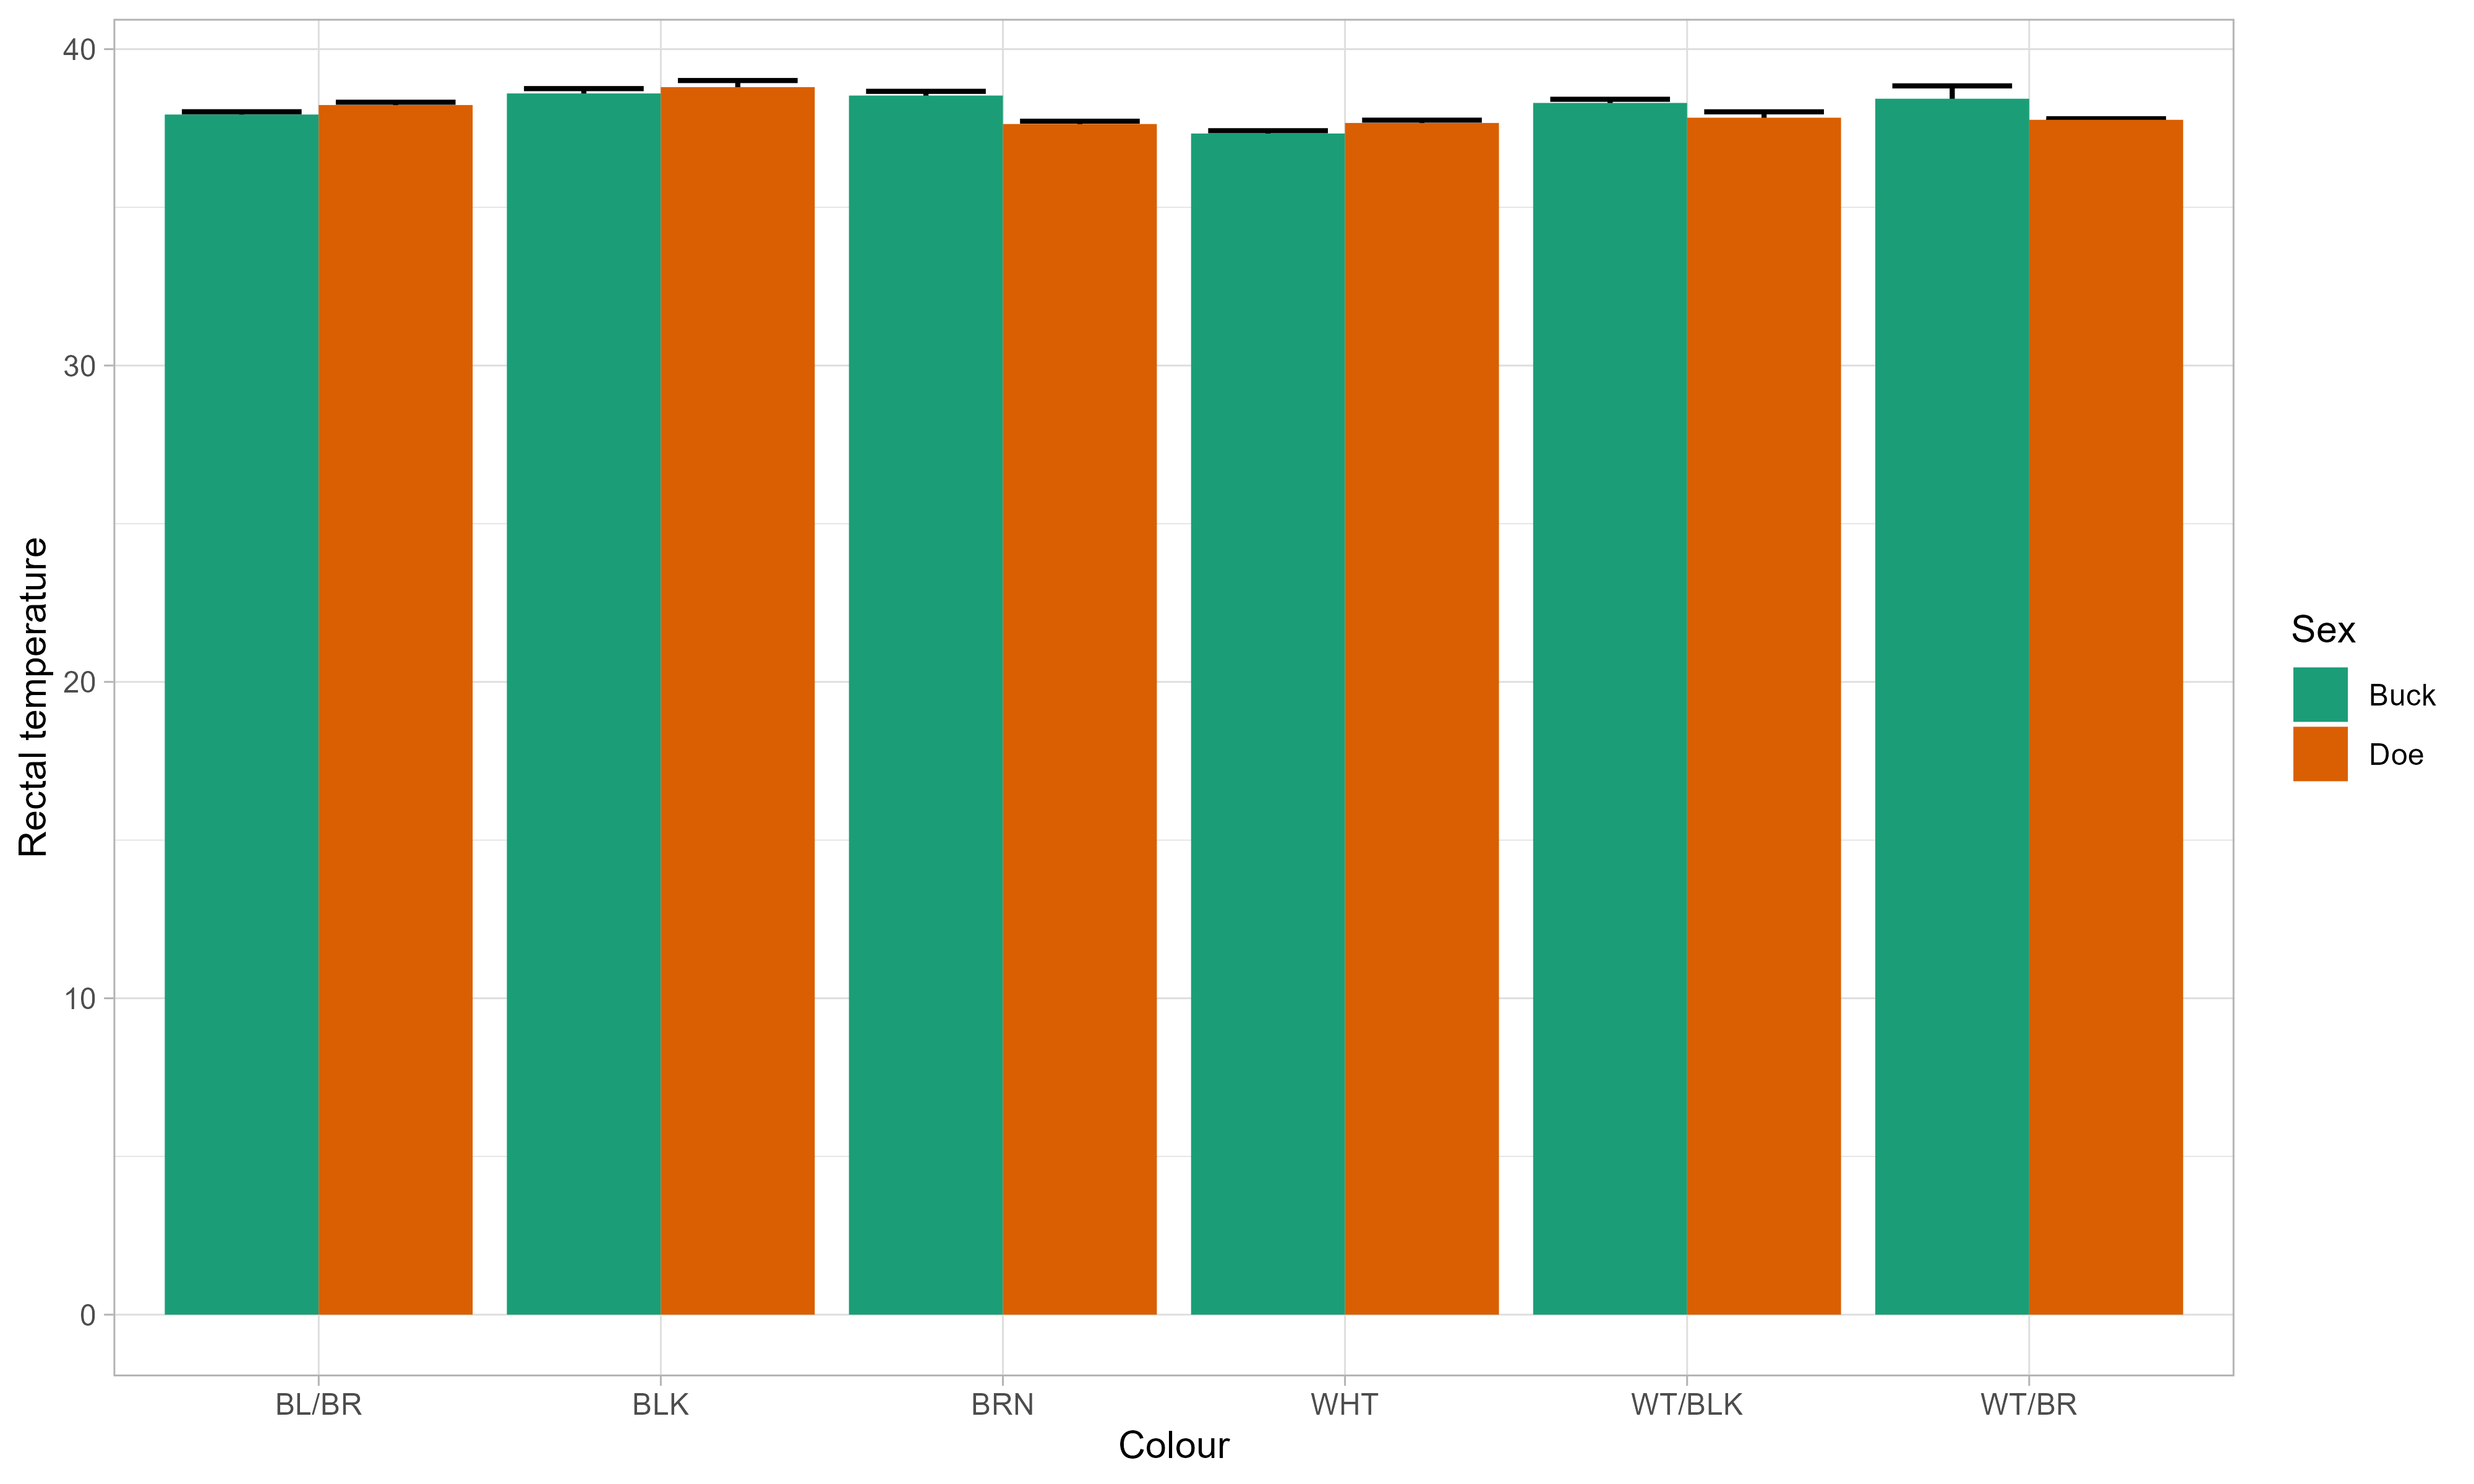 40
30
20
10
0
Rectal temperature
BL/BR
BLK
BRN
WHT
WT/BLK
WT/BR
Colour
Sex
Buck
Doe